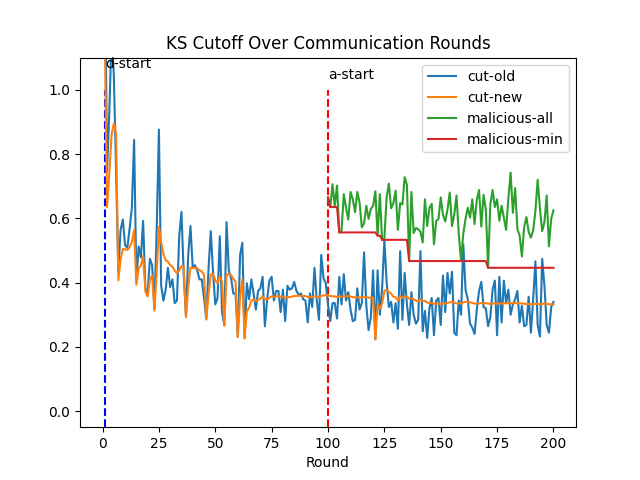 KS Cutoff Over Communication Rounds
d-start
a-start
cut-old
cut-new
malicious-all
malicious-min
1.0
0.8
0.6
0.4
0.2
0.0
0
25
50
75
100
125
150
175
200
Round